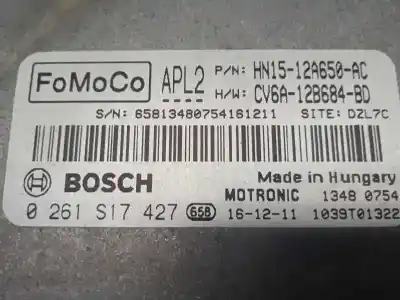 FoMoCo APL2 P/N: HN15-12A650-AC
H/W: CV6A-12B684-BD
S/N: 65813480754161211 SITE: DZL7C
BOSCH Made in Hungary
MOTRONIC 1348 0754
0 261 S17 427 65B 16-12-11 1039T01322